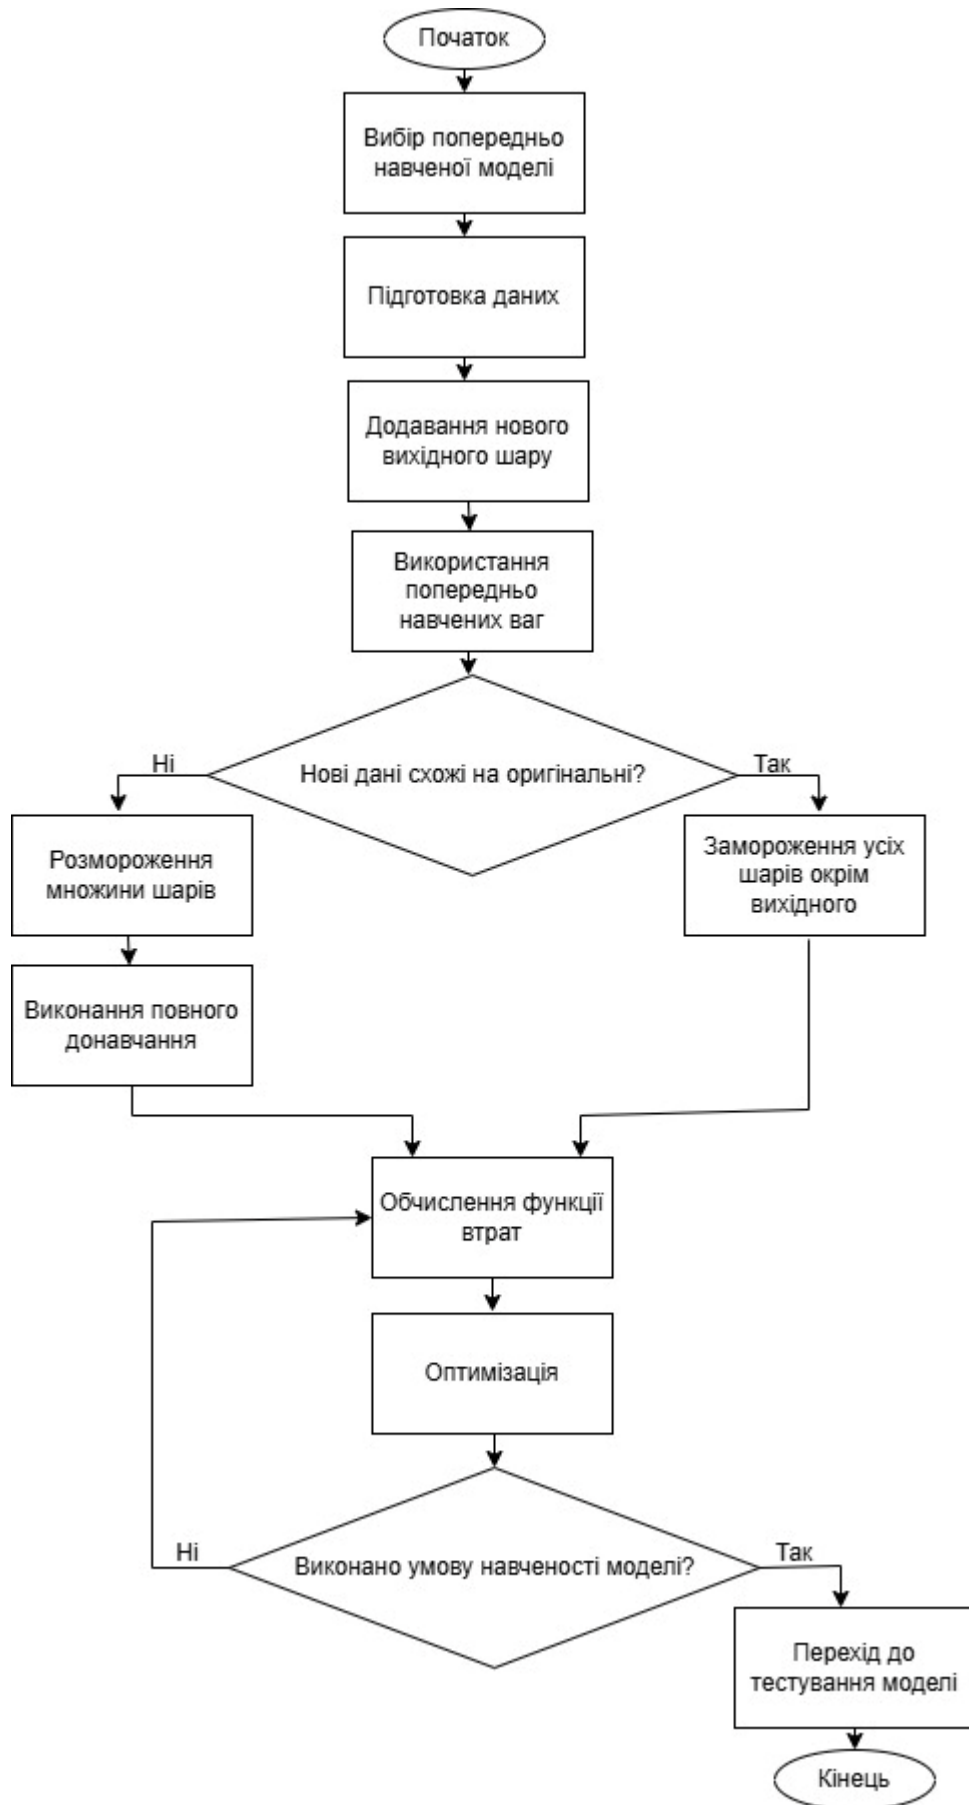 Початок
Вибір попередньо
навченої моделі
Підготовка даних
Додавання нового
вихідного шару
Використання
попередньо
навчених ваг
Нові дані схожі на оригінальні?
Ні
Так
Розмороження
множини шарів
Замороження усіх
шарів окрім
вихідного
Виконання повного
донавчання
Обчислення функції
втрат
Оптимізація
Виконано умову навченості моделі?
Ні
Так
Перехід до
тестування моделі
Кінець